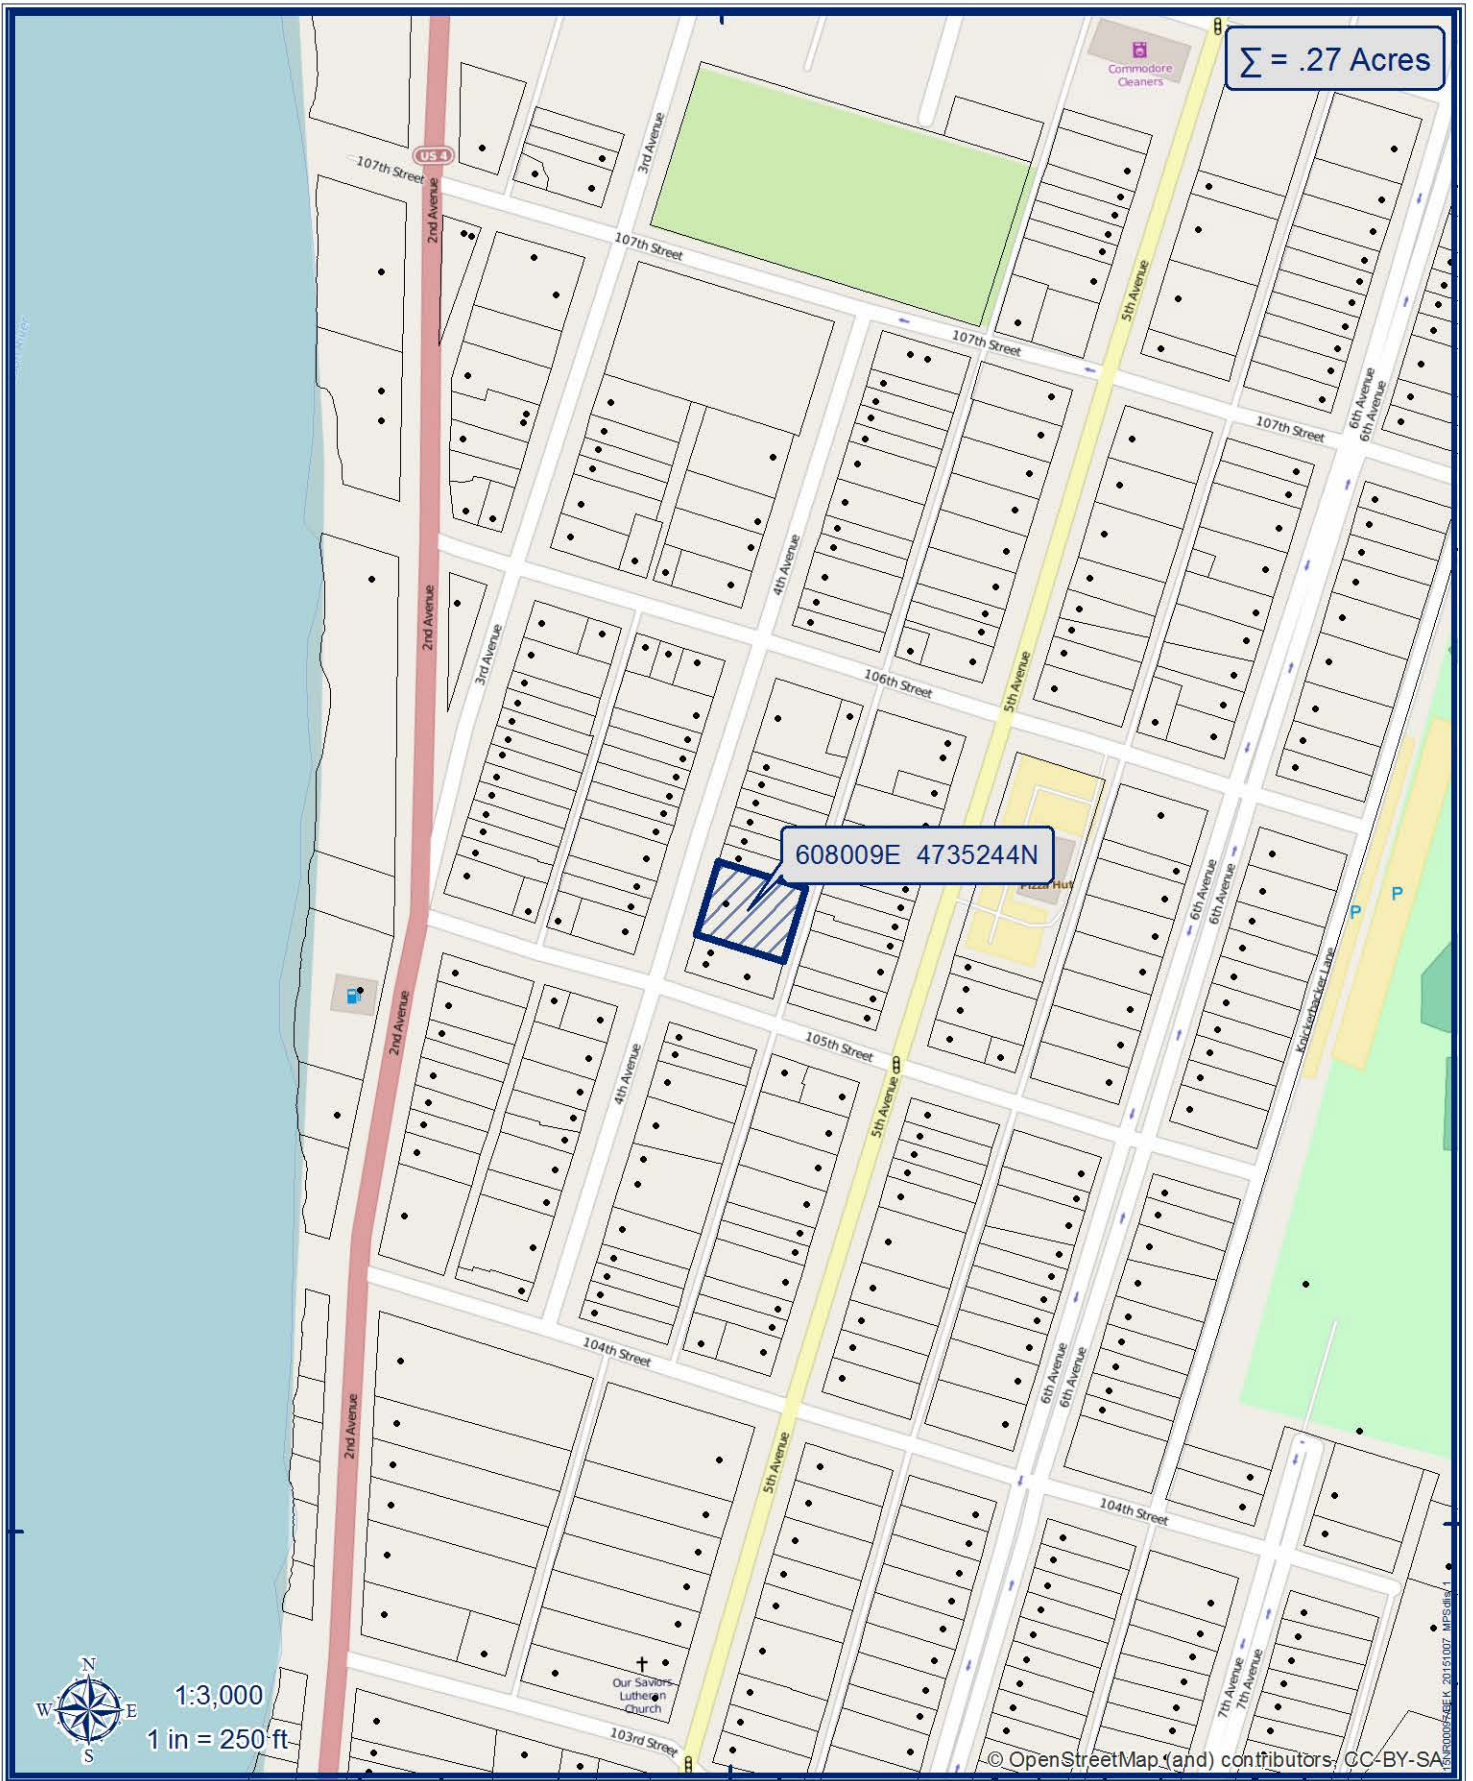 ∑ = .27 Acres
Commodore
Cleaners
3rd Avenue
US 4
107th Street
2nd Avenue
107th Street
5th Avenue
107th Street
6th Avenue
6th Avenue
107th Street
4th Avenue
2nd Avenue
3rd Avenue
106th Street
5th Avenue
608009E 4735244N
Pizza Hut
6th Avenue
6th Avenue
P
P
Knickerbacker Lane
2nd Avenue
105th Street
4th Avenue
5th Avenue
104th Street
6th Avenue
6th Avenue
2nd Avenue
5th Avenue
104th Street
Our Saviors
Lutheran
Church
7th Avenue
7th Avenue
103rd Street
N
W E
S
1:3,000
1 in = 250 ft
© OpenStreetMap (and) contributors, CC-BY-SA